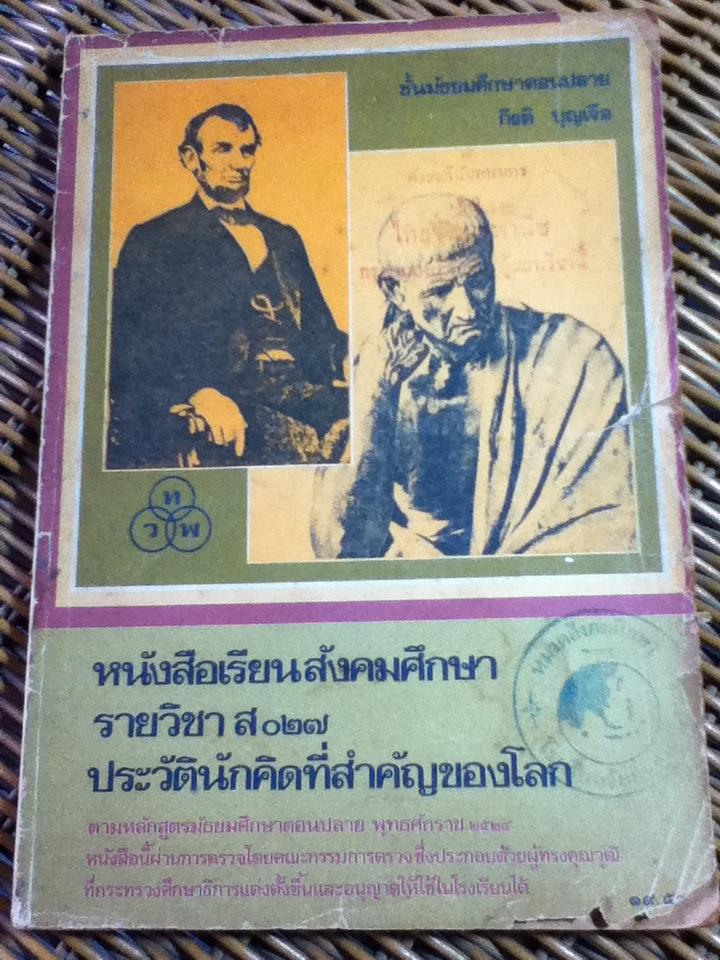 ชั้นมัธยมศึกษาตอนปลาย
กีรติ บุญเจือ
ท
ว พ
หนังสือเรียนสังคมศึกษา
รายวิชา ส๐๒๗
ประวัตินักคิดที่สำคัญของโลก
ตามหลักสูตรมัธยมศึกษาตอนปลาย พุทธศักราช ๒๕๒๔
หนังสือนี้ผ่านการตรวจโดยคณะกรรมการตรวจ ซึ่งประกอบด้วยผู้ทรงคุณวุฒิ
ที่กระทรวงศึกษาธิการแต่งตั้งขึ้นและอนุญาตให้ใช้ในโรงเรียนได้
๑๙.๕